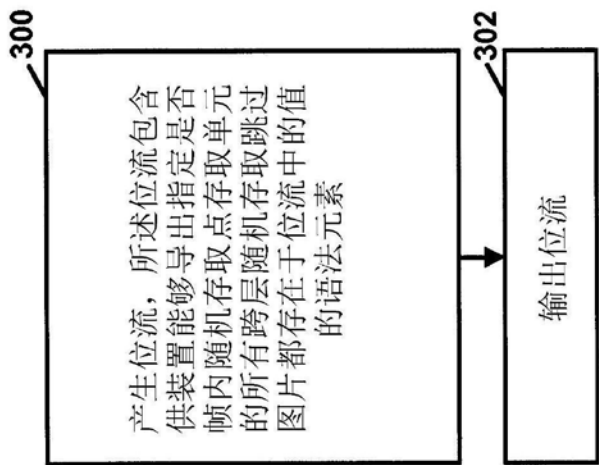 300
产生位流，所述位流包含
供装置能够导出指定是否
帧内随机存取点存取单元
的所有跨层随机存取跳过
图片都存在于位流中的值
的语法元素
302
输出位流